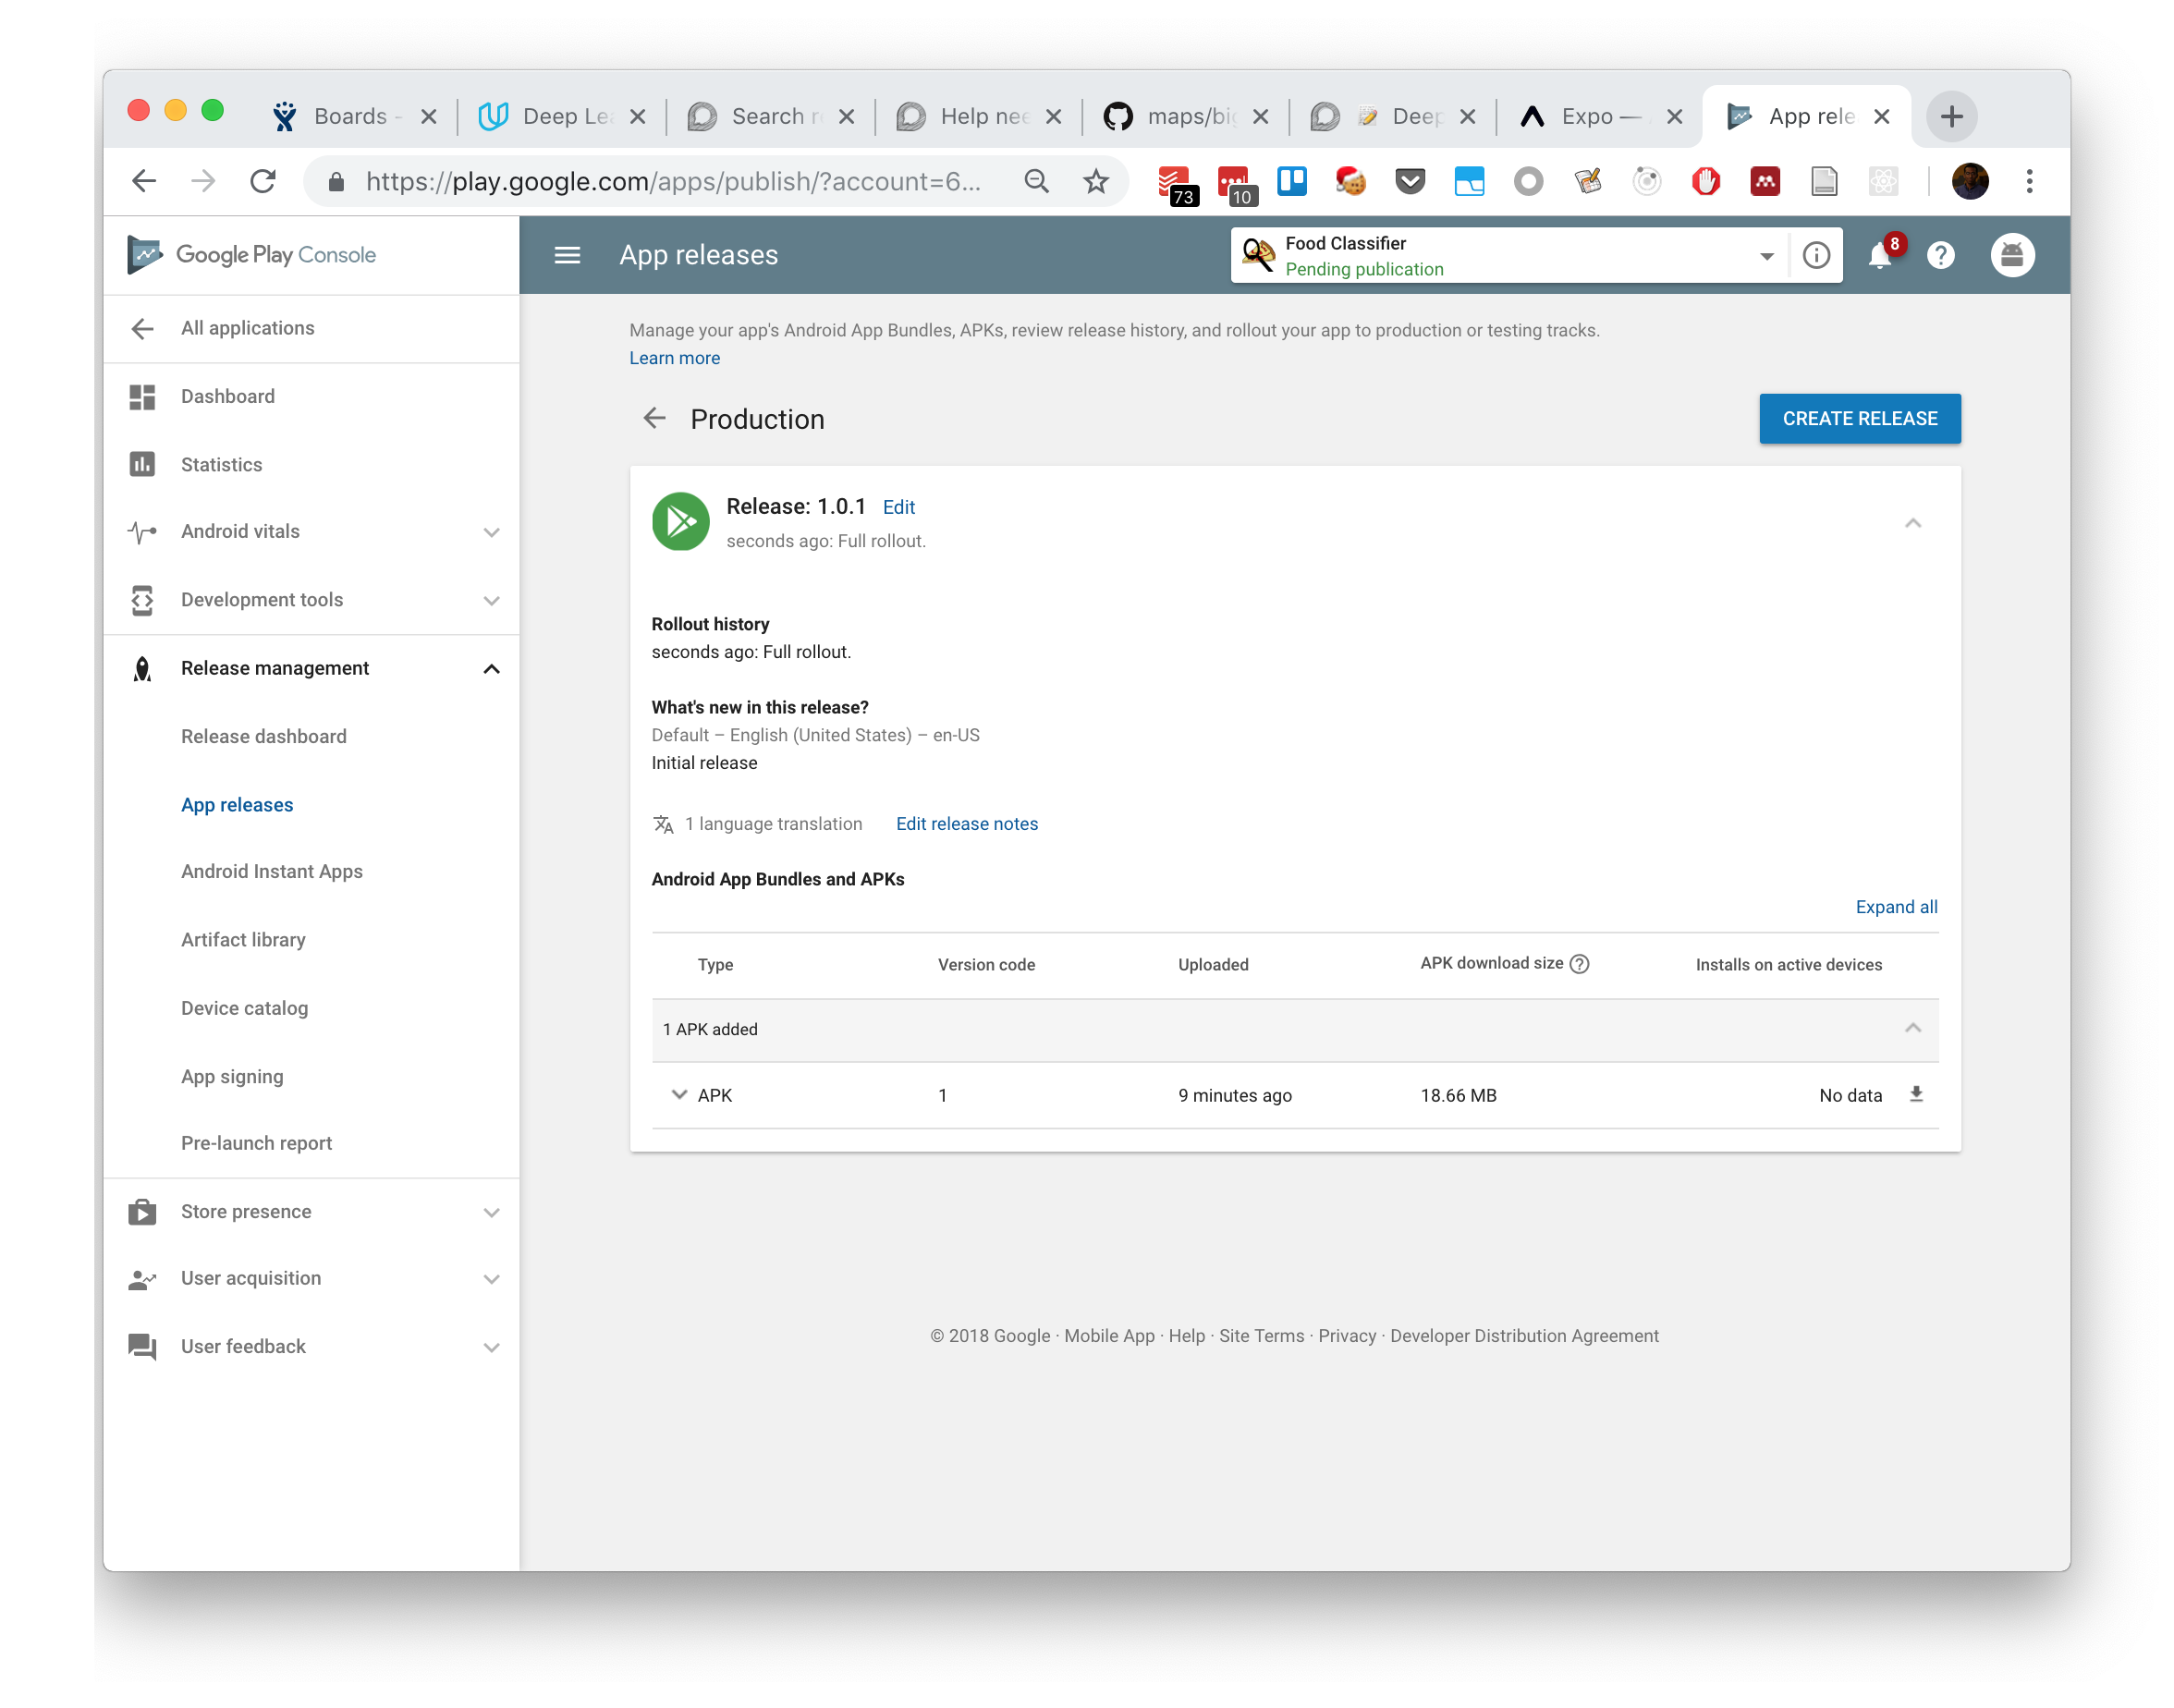 Boards -
Deep Lea
Search r
Help nee
maps/big
Deep
Expo —
App rele
https://play.google.com/apps/publish/?account=6...
73
10
Google Play Console
App releases
Food Classifier
Pending publication
8
All applications
Dashboard
Statistics
Android vitals
Development tools
Release management
Release dashboard
App releases
Android Instant Apps
Artifact library
Device catalog
App signing
Pre-launch report
Store presence
User acquisition
User feedback
Manage your app's Android App Bundles, APKs, review release history, and rollout your app to production or testing tracks.
Learn more
Production
CREATE RELEASE
Release: 1.0.1 Edit
seconds ago: Full rollout.
Rollout history
seconds ago: Full rollout.
What's new in this release?
Default – English (United States) – en-US
Initial release
1 language translation Edit release notes
Android App Bundles and APKs
Expand all
Type Version code Uploaded APK download size Installs on active devices
1 APK added
APK 1 9 minutes ago 18.66 MB No data
© 2018 Google · Mobile App · Help · Site Terms · Privacy · Developer Distribution Agreement